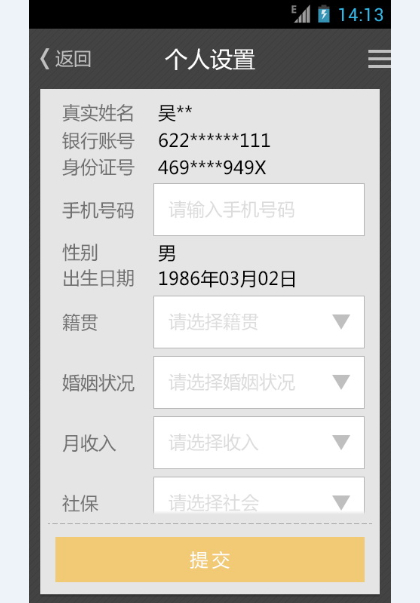 E 14:13
返回 个人设置
真实姓名 吴**
银行账号 622******111
身份证号 469****949X
手机号码 请输入手机号码
性别 男
出生日期 1986年03月02日
籍贯 请选择籍贯
婚姻状况 请选择婚姻状况
月收入 请选择收入
社保 请选择社会
提交